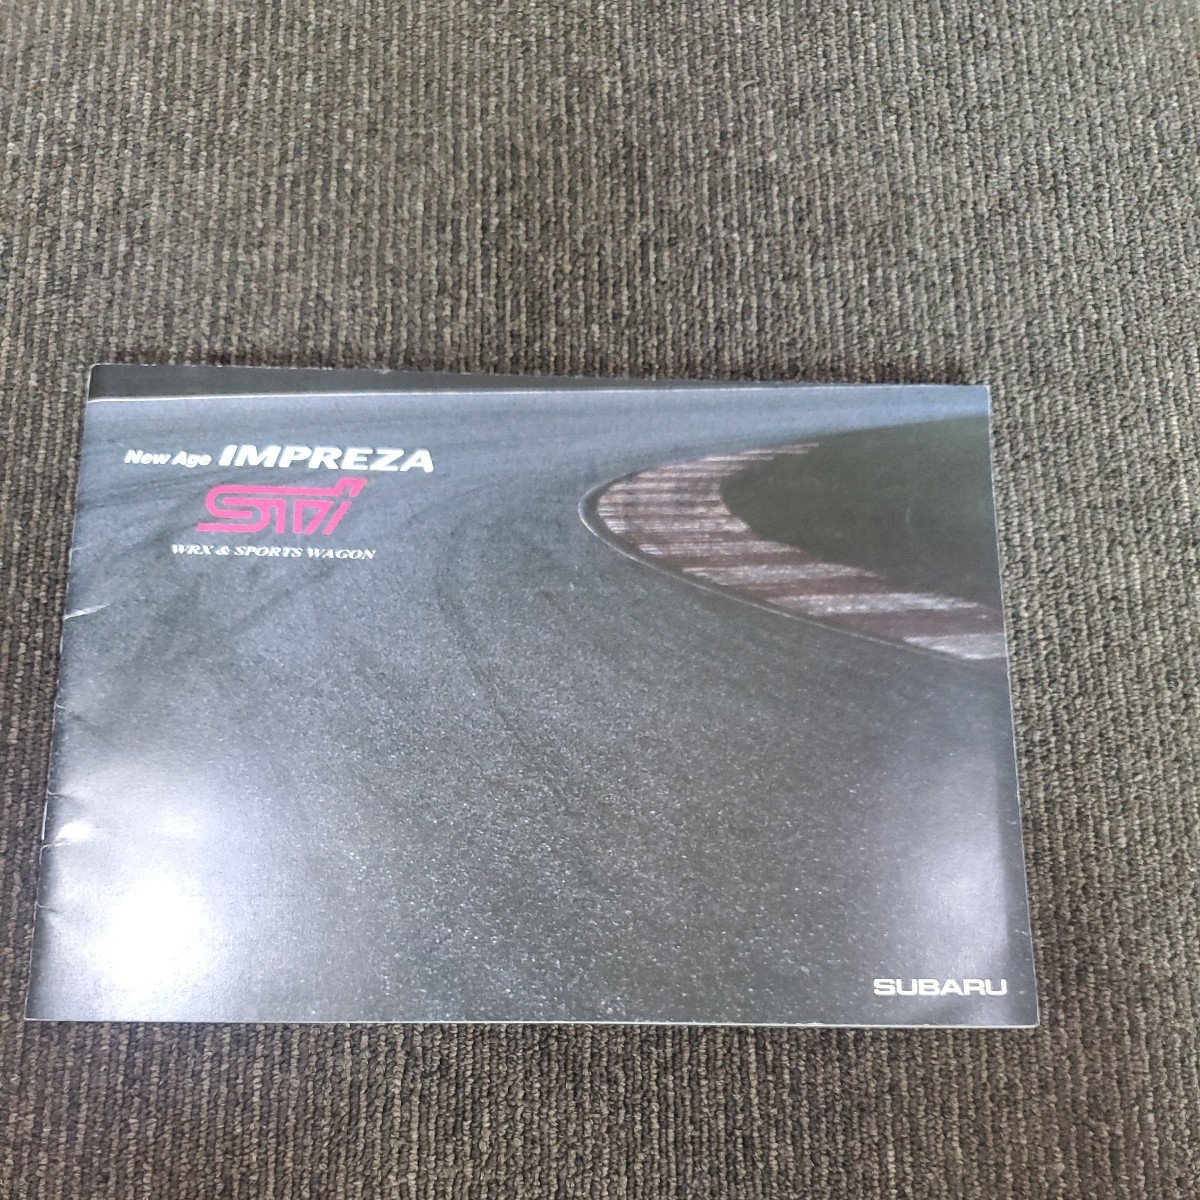 New Age IMPREZA
STi
WRX & SPORTS WAGON
SUBARU